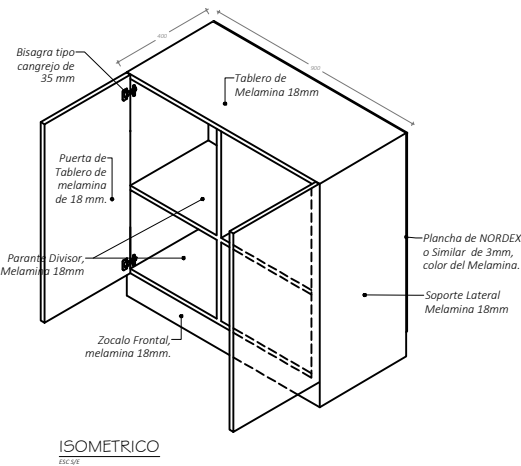 400
900
Bisagra tipo
cangrejo de
35 mm
Tablero de
Melamina 18mm
Puerta de
Tablero de
melamina
de 18 mm.
Parante Divisor,
Melamina 18mm
Plancha de NORDEX
o Similar de 3mm,
color del Melamina.
Soporte Lateral
Melamina 18mm
Zocalo Frontal,
melamina 18mm.
ISOMETRICO
ESC S/E